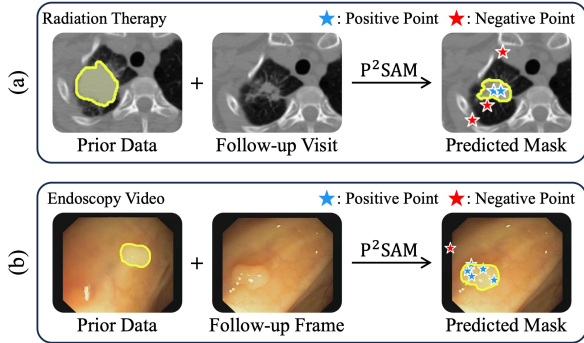 (a)
Radiation Therapy
★: Positive Point ★: Negative Point
+
P²SAM
Prior Data
Follow-up Visit
Predicted Mask
(b)
Endoscopy Video
★: Positive Point ★: Negative Point
+
P²SAM
Prior Data
Follow-up Frame
Predicted Mask